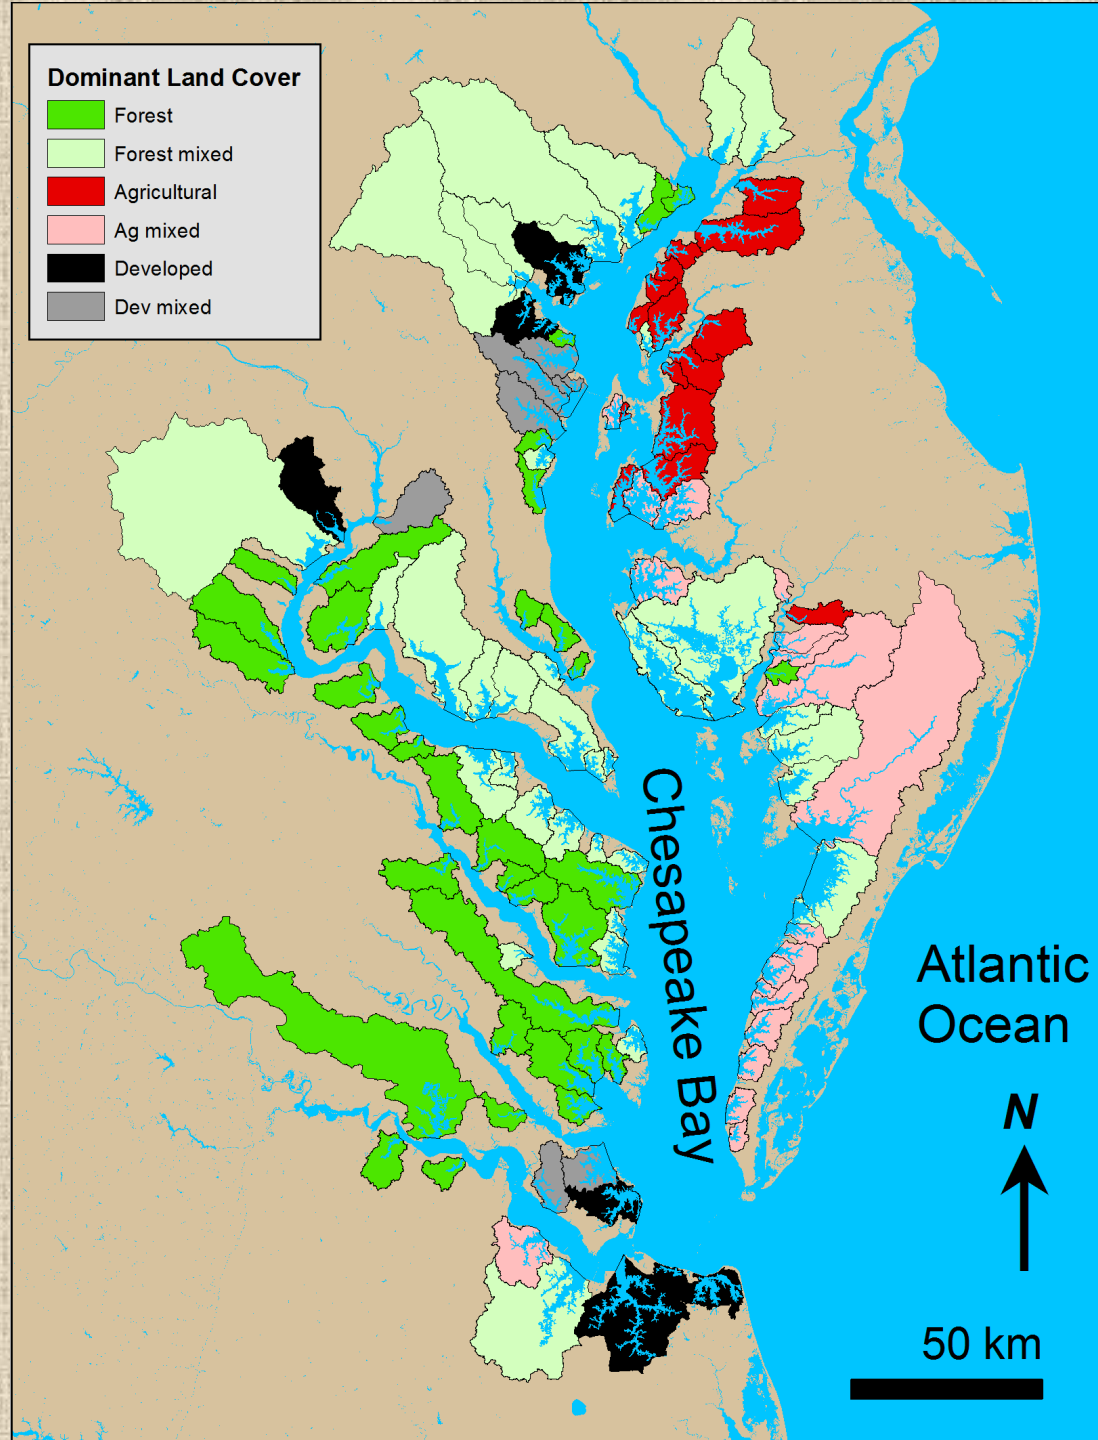 Dominant Land Cover
Forest
Forest mixed
Agricultural
Ag mixed
Developed
Dev mixed
Chesapeake Bay
Atlantic
Ocean
N
50 km